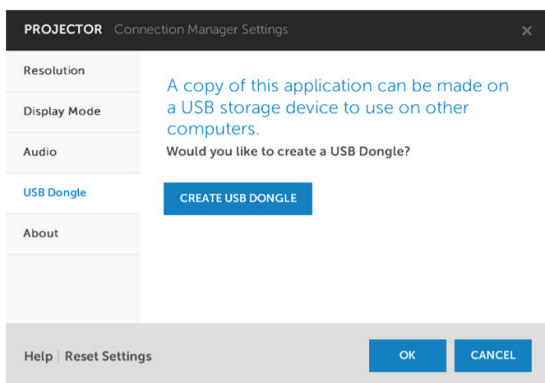 PROJECTOR Connection Manager Settings
Resolution
Display Mode
Audio
USB Dongle
About
A copy of this application can be made on
a USB storage device to use on other
computers.
Would you like to create a USB Dongle?
CREATE USB DONGLE
Help | Reset Settings
OK
CANCEL